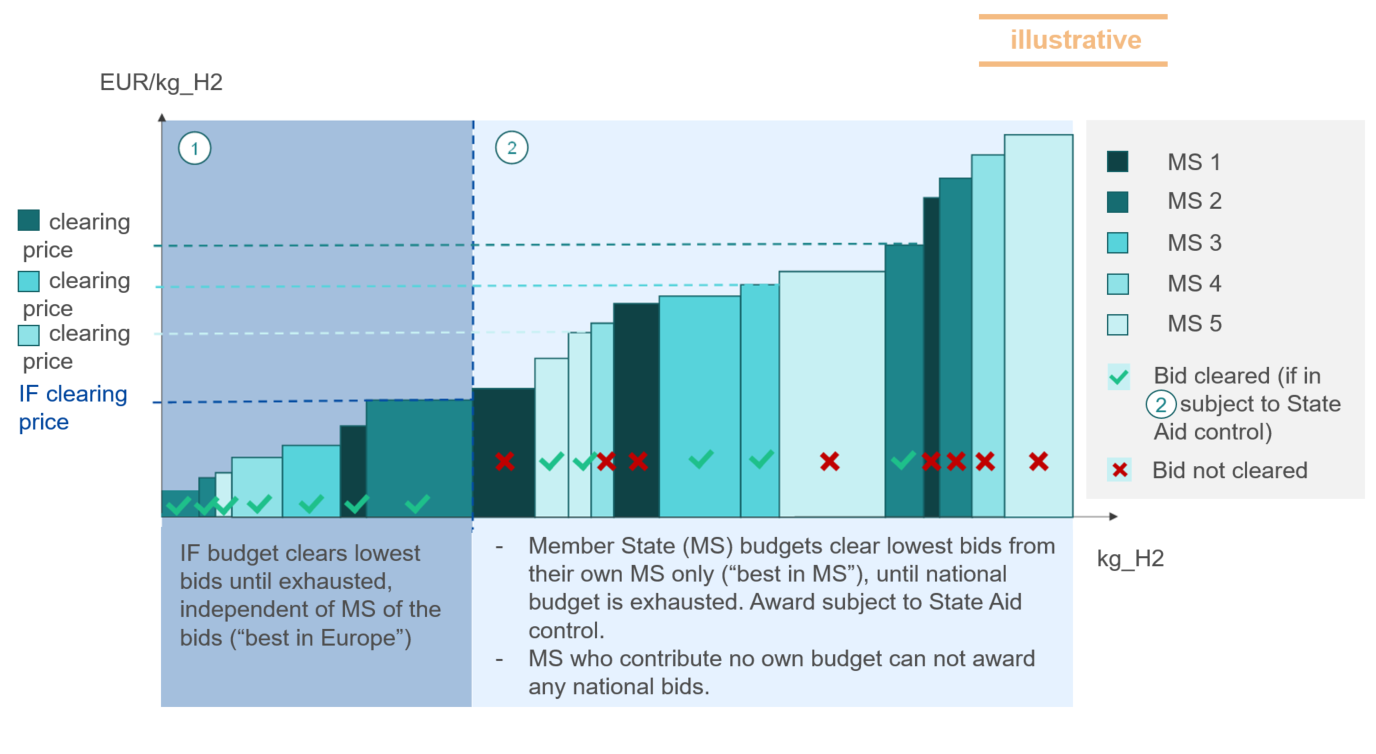 illustrative
EUR/kg_H2
1
2
clearing
price
clearing
price
clearing
price
IF clearing
price
MS 1
MS 2
MS 3
MS 4
MS 5
Bid cleared (if in
2 subject to State
Aid control)
Bid not cleared
kg_H2
IF budget clears lowest
bids until exhausted,
independent of MS of the
bids (“best in Europe”)
- Member State (MS) budgets clear lowest bids from
their own MS only (“best in MS”), until national
budget is exhausted. Award subject to State Aid
control.
- MS who contribute no own budget can not award
any national bids.